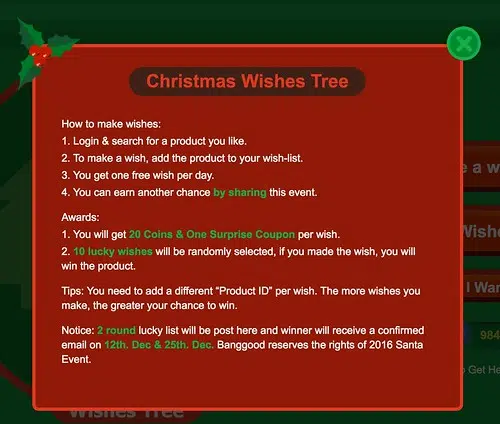 Christmas Wishes Tree
How to make wishes:
1. Login & search for a product you like.
2. To make a wish, add the product to your wish-list.
3. You get one free wish per day.
4. You can earn another chance by sharing this event.
Awards:
1. You will get 20 Coins & One Surprise Coupon per wish.
2. 10 lucky wishes will be randomly selected, if you made the wish, you will
win the product.
Tips: You need to add a different “Product ID” per wish. The more wishes you
make, the greater your chance to win.
Notice: 2 round lucky list will be post here and winner will receive a confirmed
email on 12th. Dec & 25th. Dec. Banggood reserves the rights of 2016 Santa
Event.
e a w
Wishe
I Wan
984
o Get He
Wishes Tree